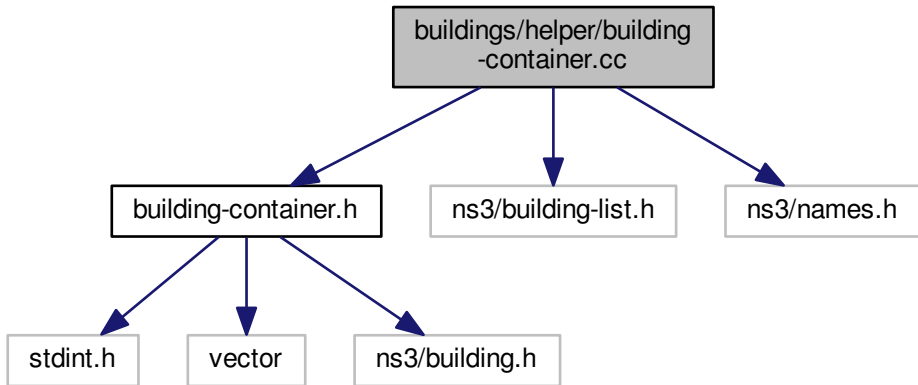 buildings/helper/building
-container.cc
building-container.h
ns3/building-list.h
ns3/names.h
stdint.h
vector
ns3/building.h